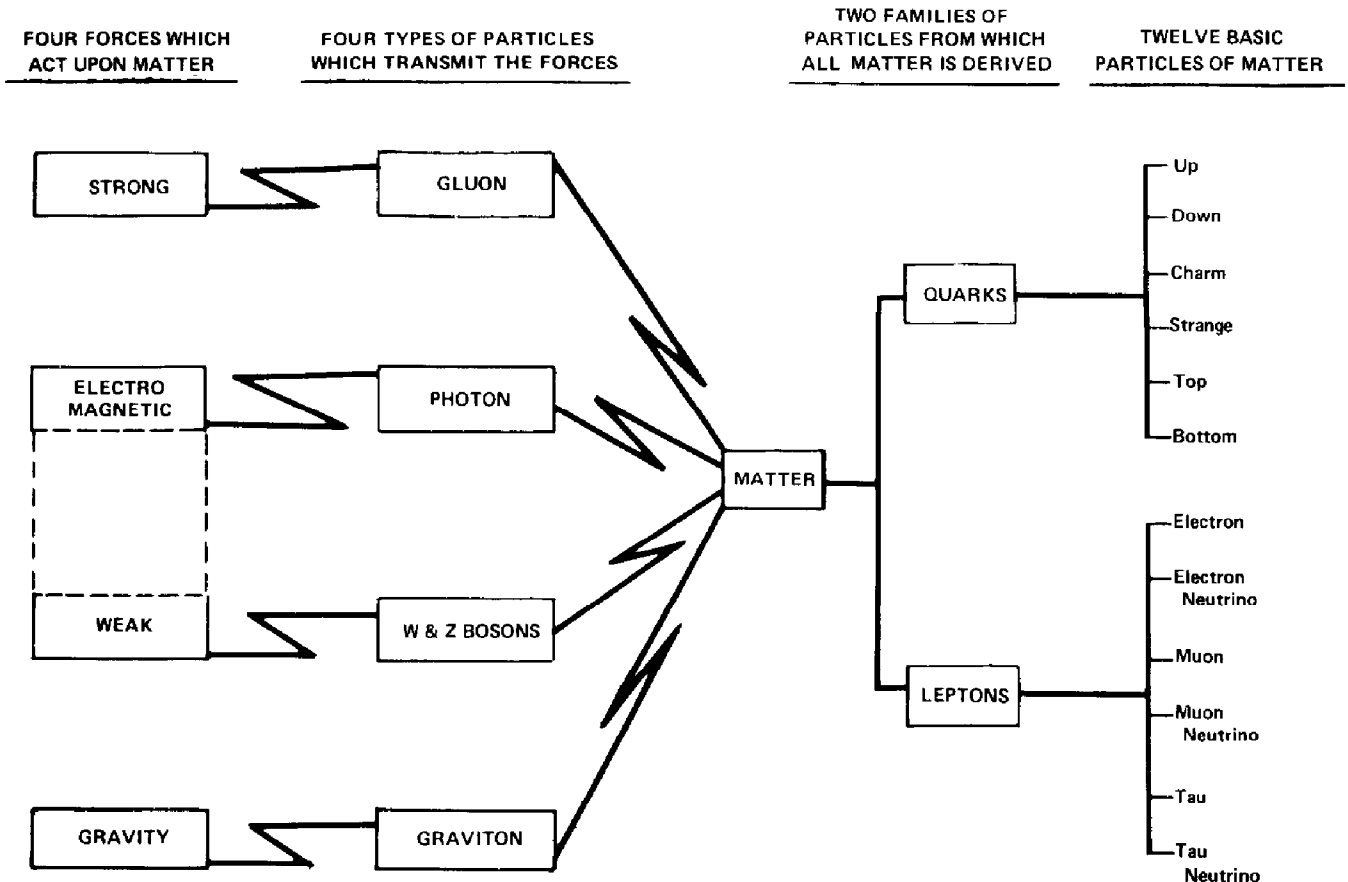 FOUR FORCES WHICH
ACT UPON MATTER
FOUR TYPES OF PARTICLES
WHICH TRANSMIT THE FORCES
TWO FAMILIES OF
PARTICLES FROM WHICH
ALL MATTER IS DERIVED
TWELVE BASIC
PARTICLES OF MATTER
STRONG
GLUON
ELECTRO
MAGNETIC
PHOTON
WEAK
W & Z BOSONS
GRAVITY
GRAVITON
MATTER
QUARKS
LEPTONS
Up
Down
Charm
Strange
Top
Bottom
Electron
Electron
Neutrino
Muon
Muon
Neutrino
Tau
Tau
Neutrino